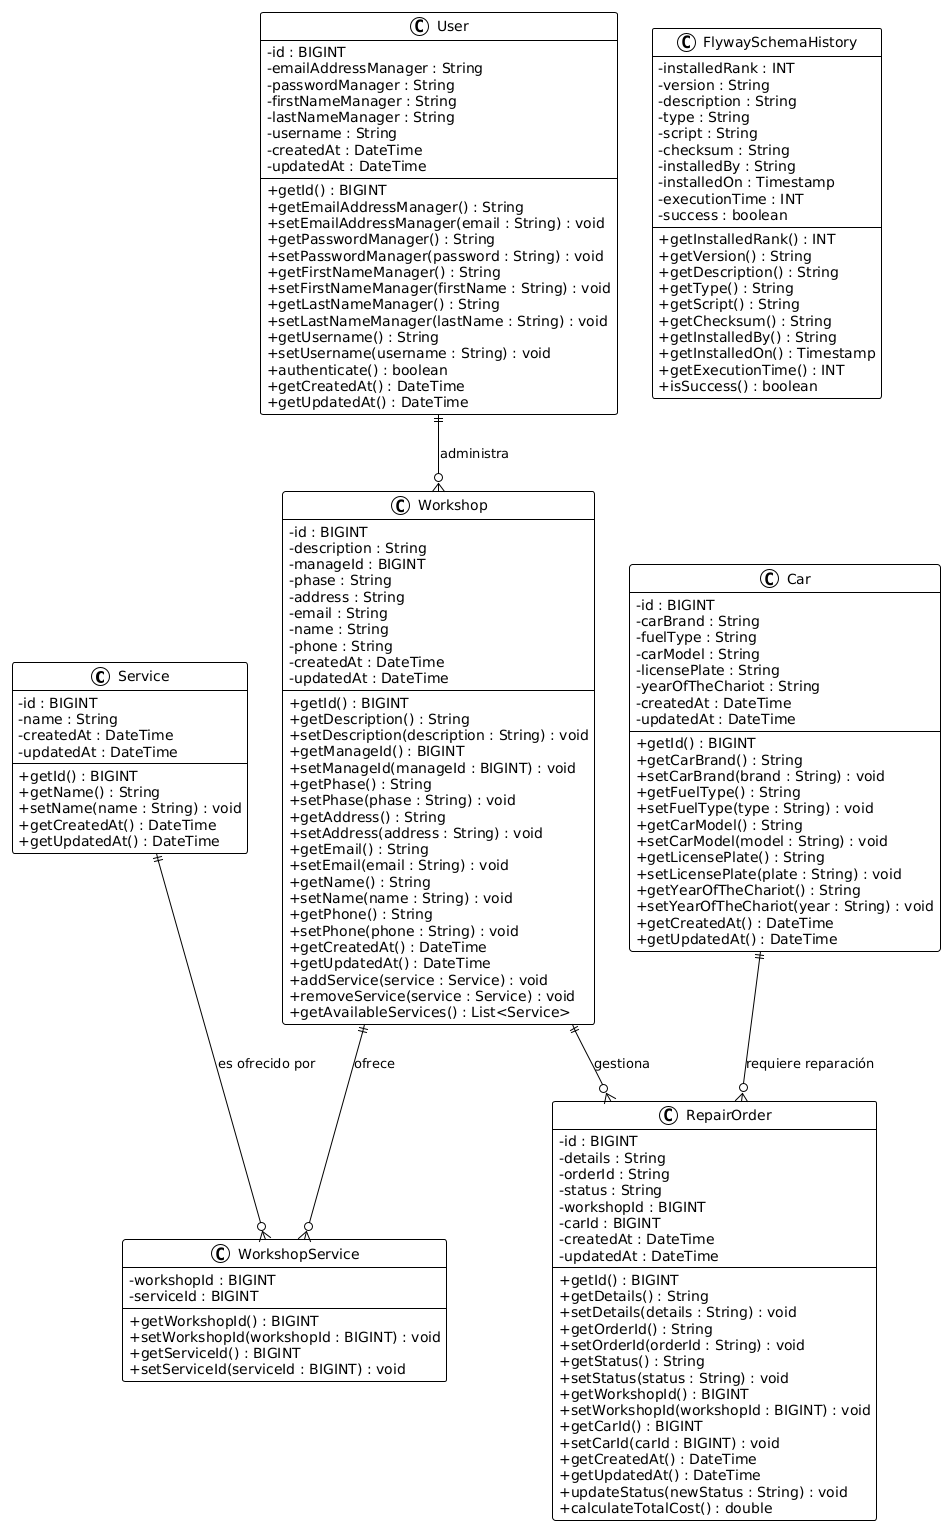 C User
-id : BIGINT
-emailAddressManager : String
-passwordManager : String
-firstNameManager : String
-lastNameManager : String
-username : String
-createdAt : DateTime
-updatedAt : DateTime
+getId() : BIGINT
+getEmailAddressManager() : String
+setEmailAddressManager(email : String) : void
+getPasswordManager() : String
+setPasswordManager(password : String) : void
+getFirstNameManager() : String
+setFirstNameManager(firstName : String) : void
+getLastNameManager() : String
+setLastNameManager(lastName : String) : void
+getUsername() : String
+setUsername(username : String) : void
+authenticate() : boolean
+getCreatedAt() : DateTime
+getUpdatedAt() : DateTime
C FlywaySchemaHistory
-installedRank : INT
-version : String
-description : String
-type : String
-script : String
-checksum : String
-installedBy : String
-installedOn : Timestamp
-executionTime : INT
-success : boolean
+getInstalledRank() : INT
+getVersion() : String
+getDescription() : String
+getType() : String
+getScript() : String
+getChecksum() : String
+getInstalledBy() : String
+getInstalledOn() : Timestamp
+getExecutionTime() : INT
+isSuccess() : boolean
administra
C Workshop
-id : BIGINT
-description : String
-manageId : BIGINT
-phase : String
-address : String
-email : String
-name : String
-phone : String
-createdAt : DateTime
-updatedAt : DateTime
+getId() : BIGINT
+getDescription() : String
+setDescription(description : String) : void
+getManageId() : BIGINT
+setManageId(manageId : BIGINT) : void
+getPhase() : String
+setPhase(phase : String) : void
+getAddress() : String
+setAddress(address : String) : void
+getEmail() : String
+setEmail(email : String) : void
+getName() : String
+setName(name : String) : void
+getPhone() : String
+setPhone(phone : String) : void
+getCreatedAt() : DateTime
+getUpdatedAt() : DateTime
+addService(service : Service) : void
+removeService(service : Service) : void
+getAvailableServices() : List<Service>
C Car
-id : BIGINT
-carBrand : String
-fuelType : String
-carModel : String
-licensePlate : String
-yearOfTheChariot : String
-createdAt : DateTime
-updatedAt : DateTime
+getId() : BIGINT
+getCarBrand() : String
+setCarBrand(brand : String) : void
+getFuelType() : String
+setFuelType(type : String) : void
+getCarModel() : String
+setCarModel(model : String) : void
+getLicensePlate() : String
+setLicensePlate(plate : String) : void
+getYearOfTheChariot() : String
+setYearOfTheChariot(year : String) : void
+getCreatedAt() : DateTime
+getUpdatedAt() : DateTime
C Service
-id : BIGINT
-name : String
-createdAt : DateTime
-updatedAt : DateTime
+getId() : BIGINT
+getName() : String
+setName(name : String) : void
+getCreatedAt() : DateTime
+getUpdatedAt() : DateTime
es ofrecido por
ofrece
gestiona
requiere reparación
C WorkshopService
-workshopId : BIGINT
-serviceId : BIGINT
+getWorkshopId() : BIGINT
+setWorkshopId(workshopId : BIGINT) : void
+getServiceId() : BIGINT
+setServiceId(serviceId : BIGINT) : void
C RepairOrder
-id : BIGINT
-details : String
-orderId : String
-status : String
-workshopId : BIGINT
-carId : BIGINT
-createdAt : DateTime
-updatedAt : DateTime
+getId() : BIGINT
+getDetails() : String
+setDetails(details : String) : void
+getOrderId() : String
+setOrderId(orderId : String) : void
+getStatus() : String
+setStatus(status : String) : void
+getWorkshopId() : BIGINT
+setWorkshopId(workshopId : BIGINT) : void
+getCarId() : BIGINT
+setCarId(carId : BIGINT) : void
+getCreatedAt() : DateTime
+getUpdatedAt() : DateTime
+updateStatus(newStatus : String) : void
+calculateTotalCost() : double